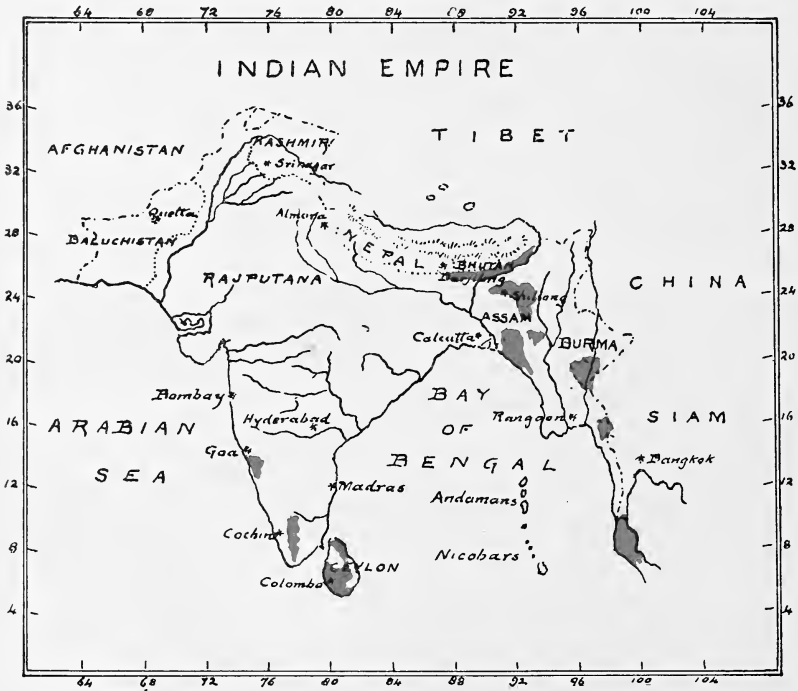 64 68 72 76 80 84 88 92 96 100 104
INDIAN EMPIRE
36 36
TIBET
AFGHANISTAN KASHMIR
32 * Srinagar 32
Quetta Almora
28 NEPAL 28
BALUCHISTAN * BHUTAN
RAJPUTANA Darjiling CHINA
24 * Shillong 24
ASSAM
Calcutta * BURMA
20 20
Bombay * BAY
Hyderabad Rangoon *
16 ARABIAN OF SIAM 16
Goa * BENGAL * Bangkok
SEA
12 * Madras Andamans 12
Cochin *
8 Nicobars 8
CEYLON
Colombo *
4 4
64 68 72 76 80 84 88 92 96 100 104